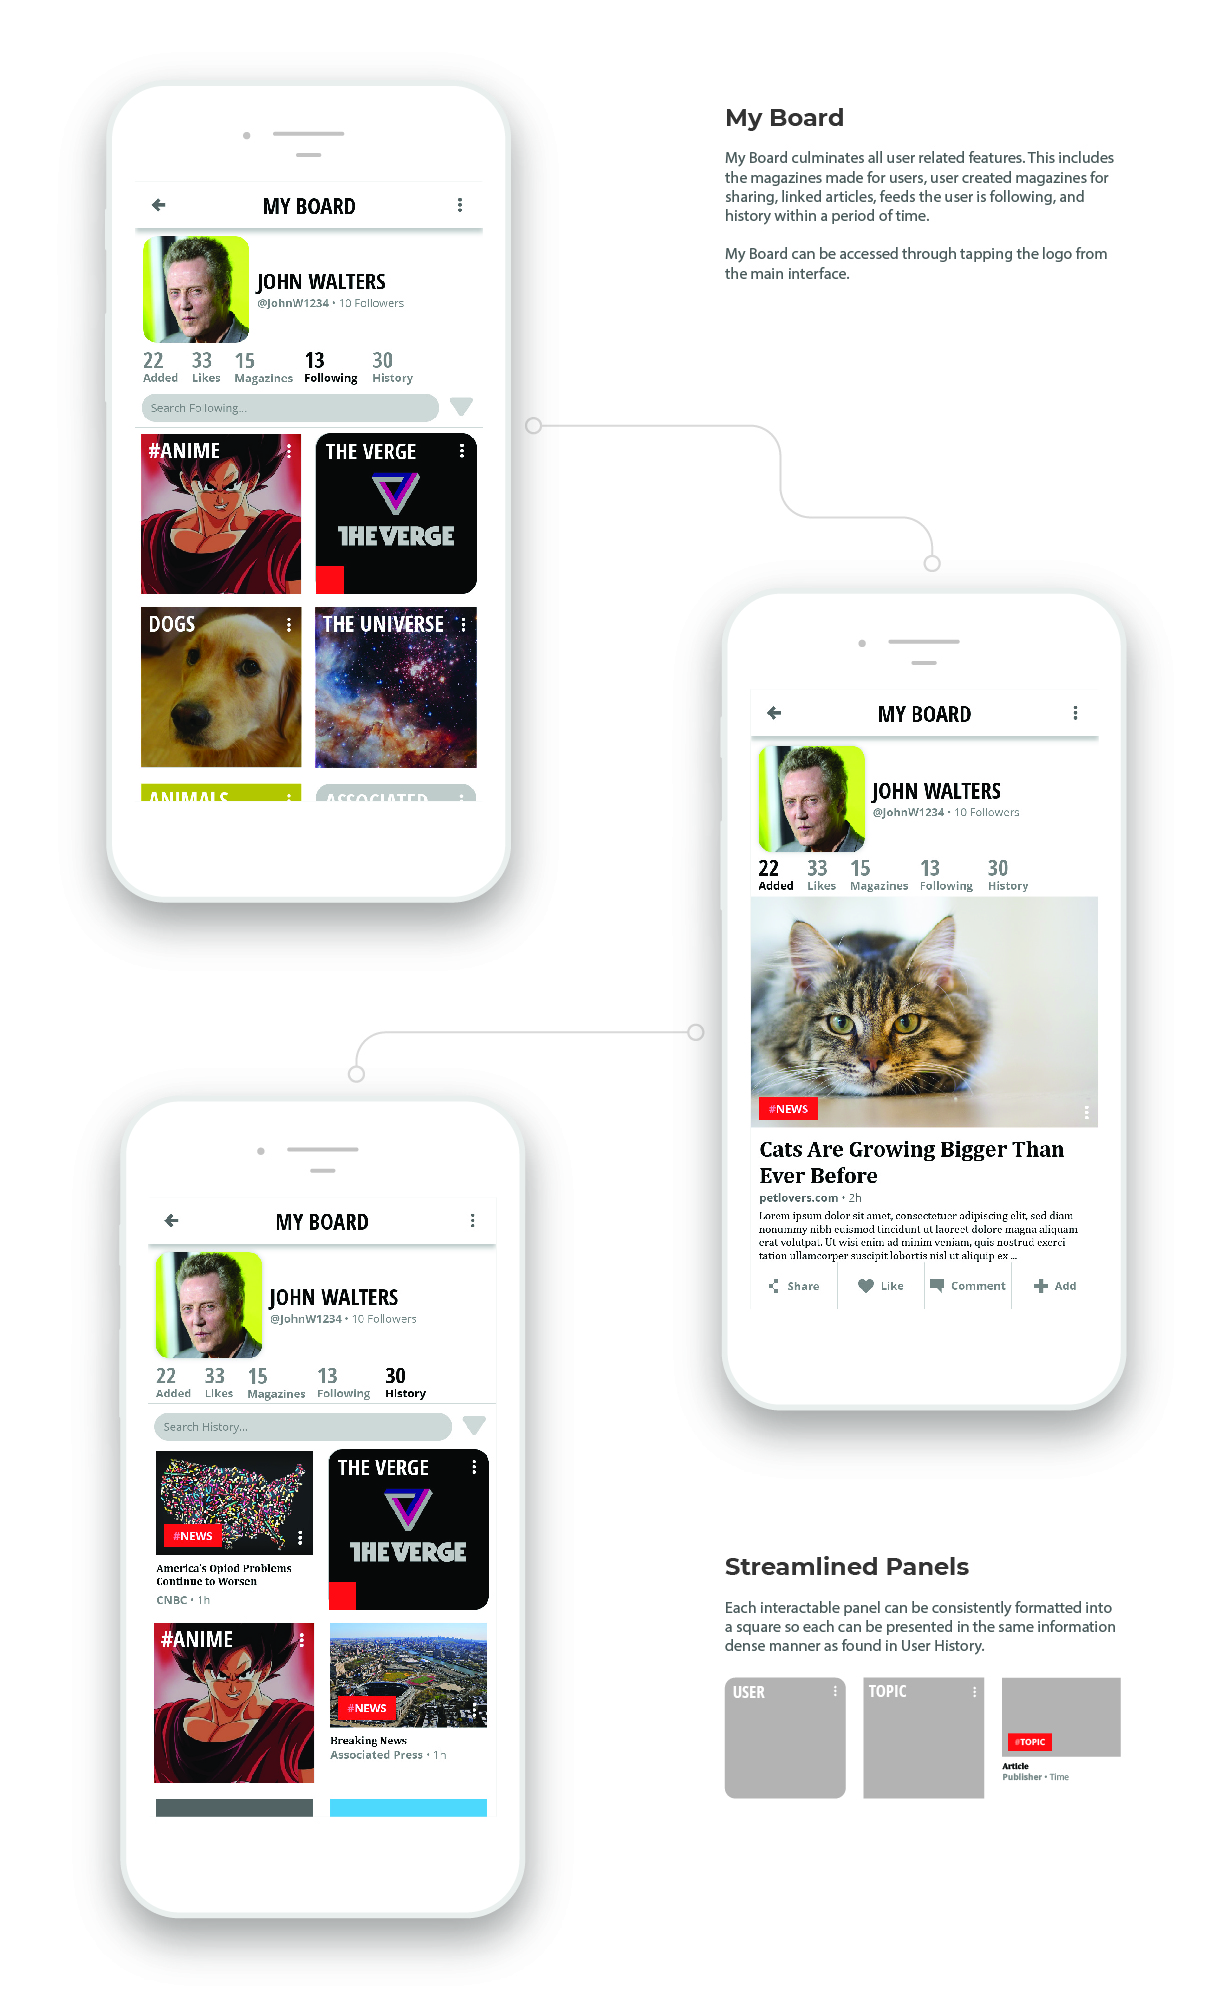 My Board
My Board culminates all user related features. This includes
the magazines made for users, user created magazines for
sharing, linked articles, feeds the user is following, and
history within a period of time.
My Board can be accessed through tapping the logo from
the main interface.
MY BOARD
JOHN WALTERS
@JohnW1234 • 10 Followers
22 33 15 13 30
Added Likes Magazines Following History
Search Following...
#ANIME
THE VERGE
THE VERGE
DOGS
THE UNIVERSE
ANIMALS
ASSOCIATED
MY BOARD
JOHN WALTERS
@JohnW1234 • 10 Followers
22 33 15 13 30
Added Likes Magazines Following History
#NEWS
Cats Are Growing Bigger Than
Ever Before
petlovers.com • 2h
Lorem ipsum dolor sit amet, consectetuer adipiscing elit, sed diam
nonummy nibh euismod tincidunt ut laoreet dolore magna aliquam
erat volutpat. Ut wisi enim ad minim veniam, quis nostrud exerci
tation ullamcorper suscipit lobortis nisl ut aliquip ex ...
Share Like Comment Add
MY BOARD
JOHN WALTERS
@JohnW1234 • 10 Followers
22 33 15 13 30
Added Likes Magazines Following History
Search History...
#NEWS
America's Opiod Problems
Continue to Worsen
CNBC • 1h
THE VERGE
THE VERGE
#ANIME
#NEWS
Breaking News
Associated Press • 1h
Streamlined Panels
Each interactable panel can be consistently formatted into
a square so each can be presented in the same information
dense manner as found in User History.
USER
TOPIC
#TOPIC
Article
Publisher • Time